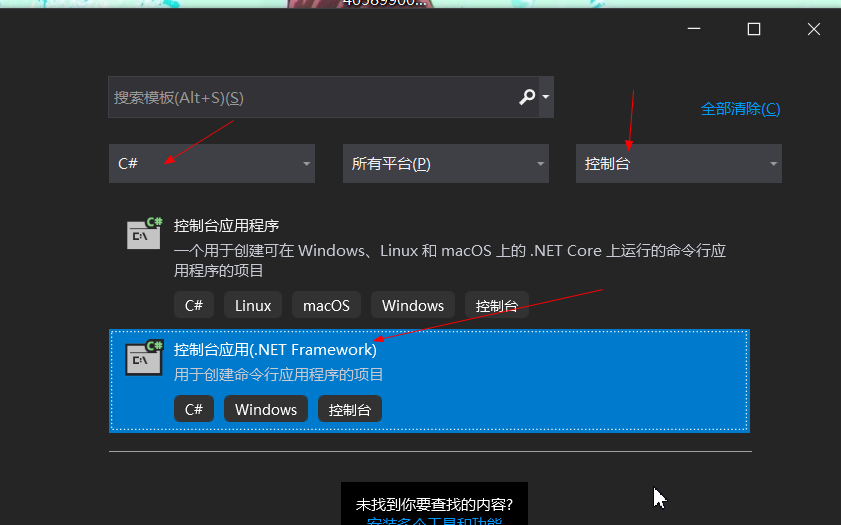 搜索模板(Alt+S)(S)
全部清除(C)
C#
所有平台(P)
控制台
C#
控制台应用程序
一个用于创建可在 Windows、Linux 和 macOS 上的 .NET Core 上运行的命令行应
用程序的项目
C# Linux macOS Windows 控制台
C#
控制台应用(.NET Framework)
用于创建命令行应用程序的项目
C# Windows 控制台
未找到你要查找的内容?
安装多个工具和功能